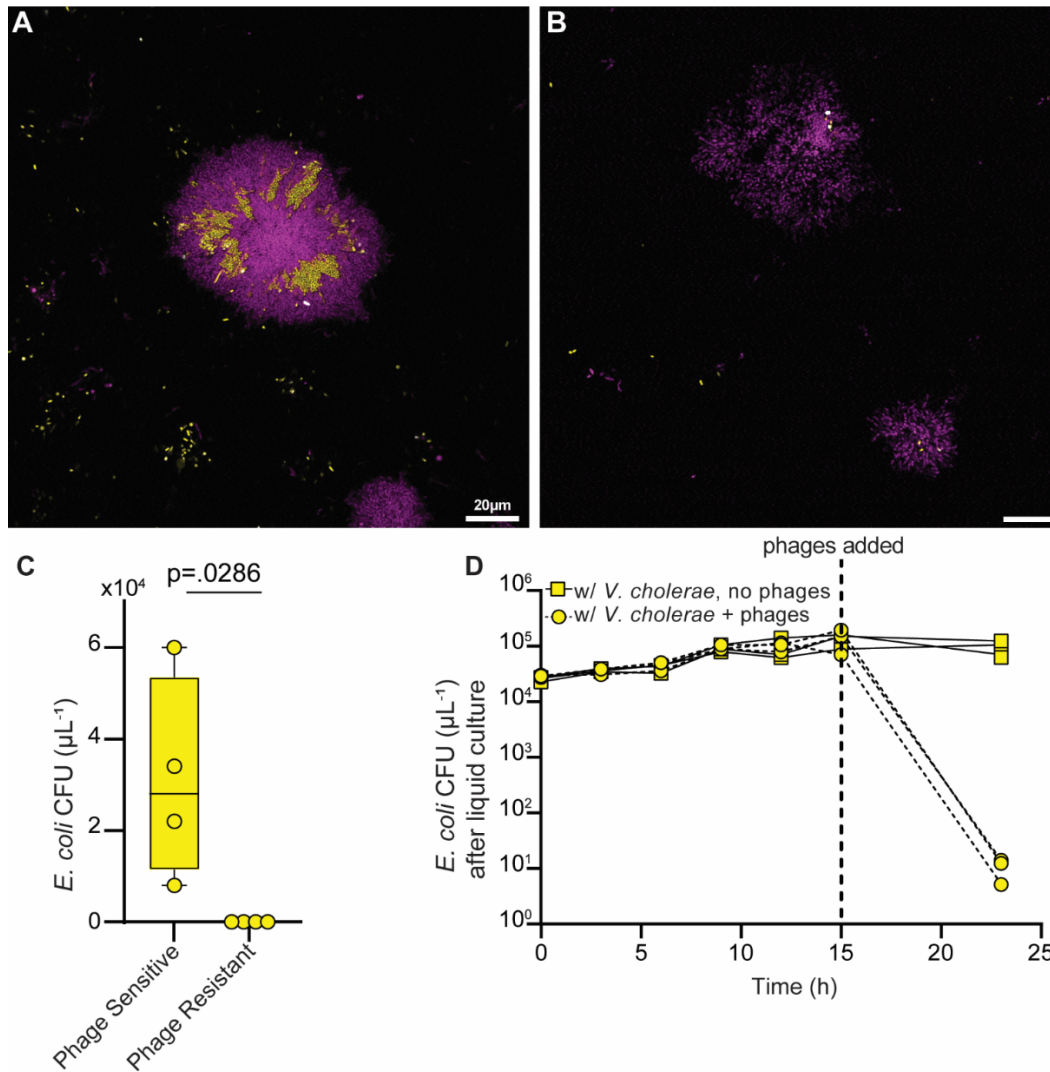 A
B
20µm
C
x10⁴
p=.0286
6
4
2
0
E. coli CFU (µL⁻¹)
Phage Sensitive
Phage Resistant
D
phages added
w/ V. cholerae, no phages
w/ V. cholerae + phages
10⁶
10⁵
10⁴
10³
10²
10¹
10⁰
E. coli CFU (µL⁻¹)
after liquid culture
0 5 10 15 20 25
Time (h)